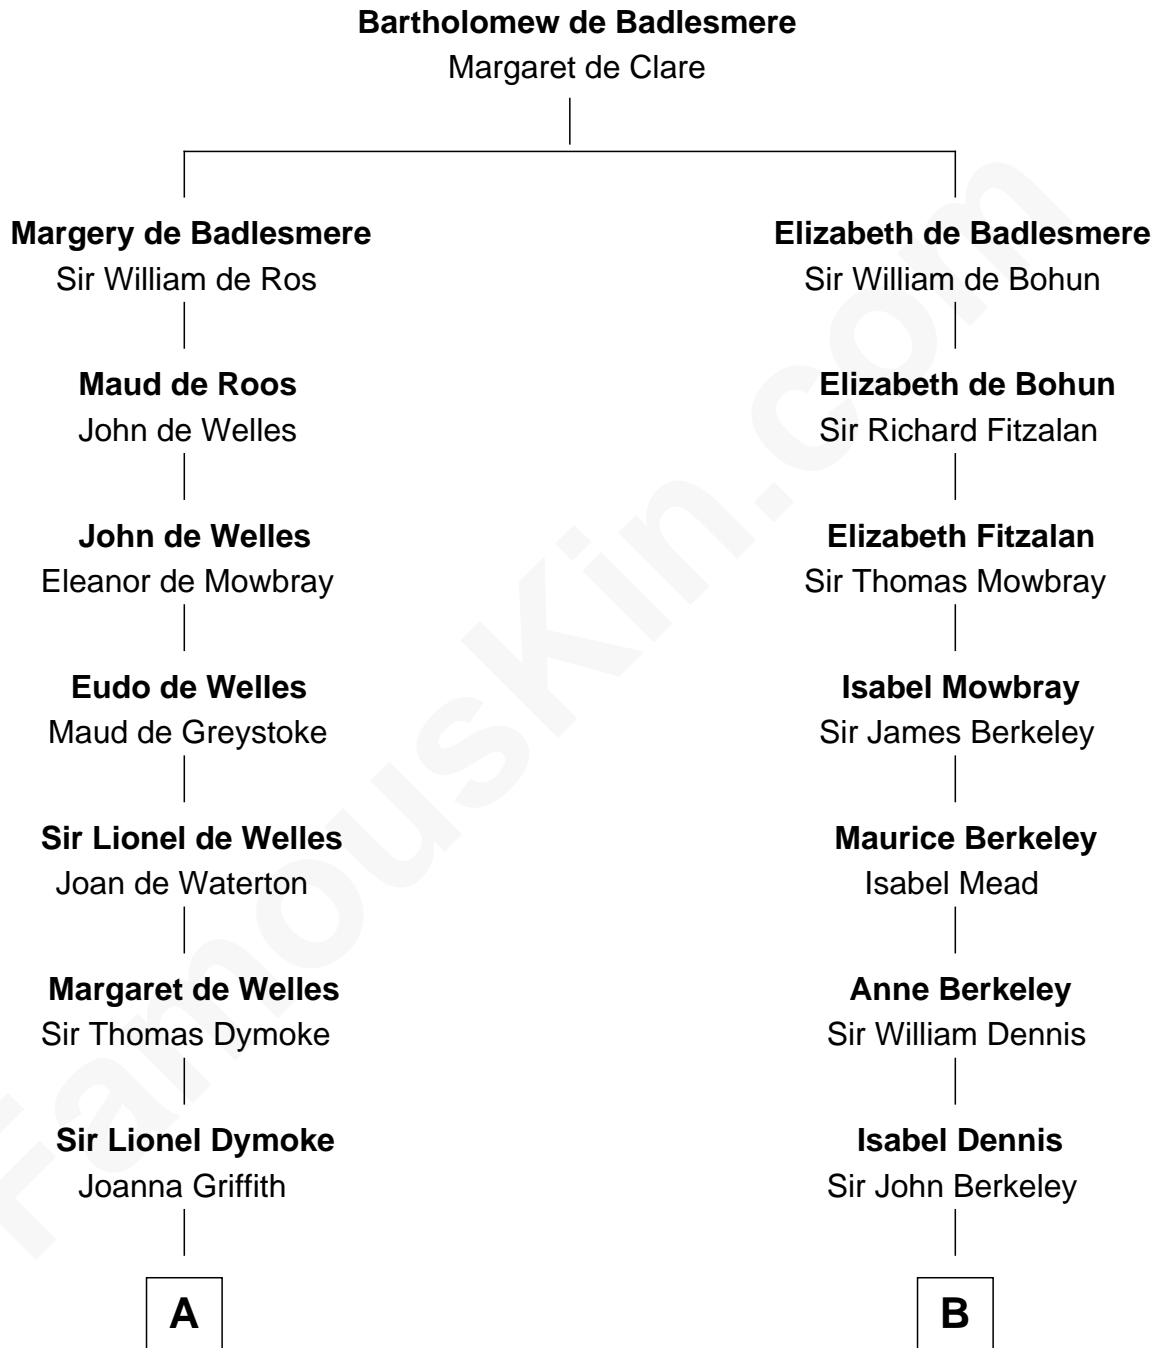 Bartholomew de Badlesmere
Margaret de Clare
Margery de Badlesmere
Sir William de Ros
Elizabeth de Badlesmere
Sir William de Bohun
Maud de Roos
John de Welles
Elizabeth de Bohun
Sir Richard Fitzalan
John de Welles
Eleanor de Mowbray
Elizabeth Fitzalan
Sir Thomas Mowbray
Eudo de Welles
Maud de Greystoke
Isabel Mowbray
Sir James Berkeley
Sir Lionel de Welles
Joan de Waterton
Maurice Berkeley
Isabel Mead
Margaret de Welles
Sir Thomas Dymoke
Anne Berkeley
Sir William Dennis
Sir Lionel Dymoke
Joanna Griffith
Isabel Dennis
Sir John Berkeley
A
B
FamousKin.com